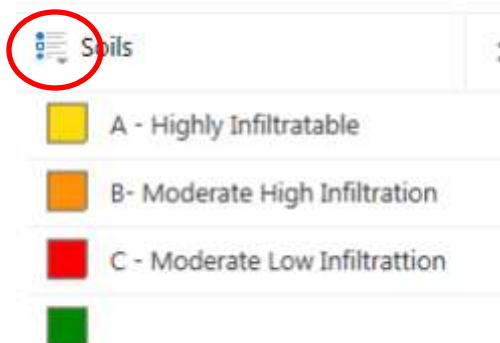 Soils
A - Highly Infiltratable
B- Moderate High Infiltration
C - Moderate Low Infiltrattion